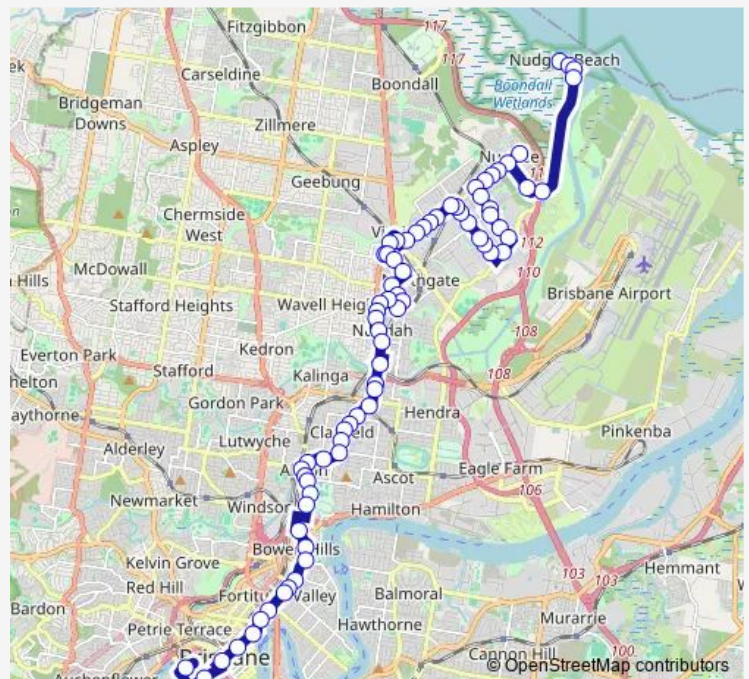 Fitzgibbon
117
Nudgee Beach
117
Carseldine
Boondall
Boondall
Wetlands
Bridgeman
Downs
Zillmere
Aspley
Geebung
Chermside
West
112
McDowall
110
Hills
Wavell
Brisbane Airport
Stafford Heights
108
Everton Park
Kedron
Stafford
Kalinga
108
Gordon Park
Hendra
Pinkenba
Lutwyche
Alderley
Ascot
Eagle Farm
106
Newmarket
Windsor
Hamilton
Bowen Hills
Kelvin Grove
103
Hemmant
Red Hill
103
Bardon
Valley
Balmoral
Murarrie
Petrie Terrace
Hawthorne
100
Brisbane
Cannon Hill
© OpenStreetMap contributors